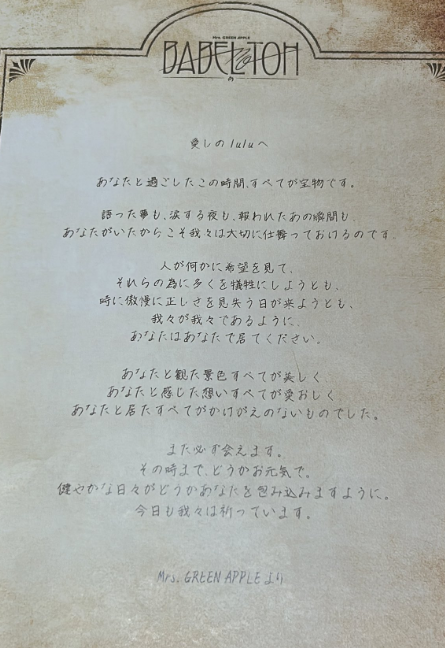 Mrs. GREEN APPLE
BABEL no TOH
の
愛しの lulu へ
あなたと過ごしたこの時間、すべてが宝物です。
語った夢も、涙する夜も、報われたあの瞬間も、
あなたがいたからこそ我々は大切に仕舞っておけるのです
人が何かに希望を見て、
それらの為に多くを犠牲にしようとも、
時に傲慢に正しさを見失う日が来ようとも、
我々が我々であるように、
あなたはあなたで居てください。
あなたと観た景色すべてが美しく
あなたと感じた想いすべてが愛おしく
あなたと居たすべてがかけがえのないものでした。
また必ず会えます。
その時まで、どうかお元気で。
健やかな日々がどうかあなたを包み込みますように。
今日も我々は祈っています。
Mrs. GREEN APPLE より